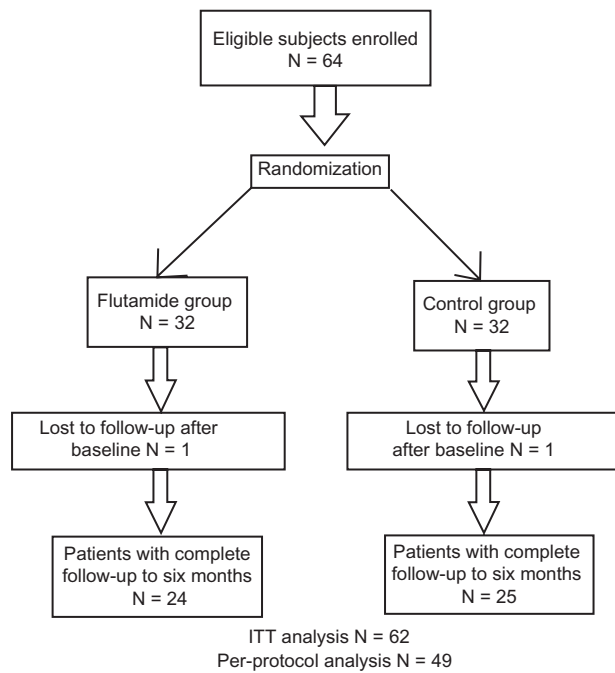 Eligible subjects enrolled
N = 64
Randomization
Flutamide group
N = 32
Control group
N = 32
Lost to follow-up after
baseline N = 1
Lost to follow-up
after baseline N = 1
Patients with complete
follow-up to six months
N = 24
Patients with complete
follow-up to six months
N = 25
ITT analysis N = 62
Per-protocol analysis N = 49